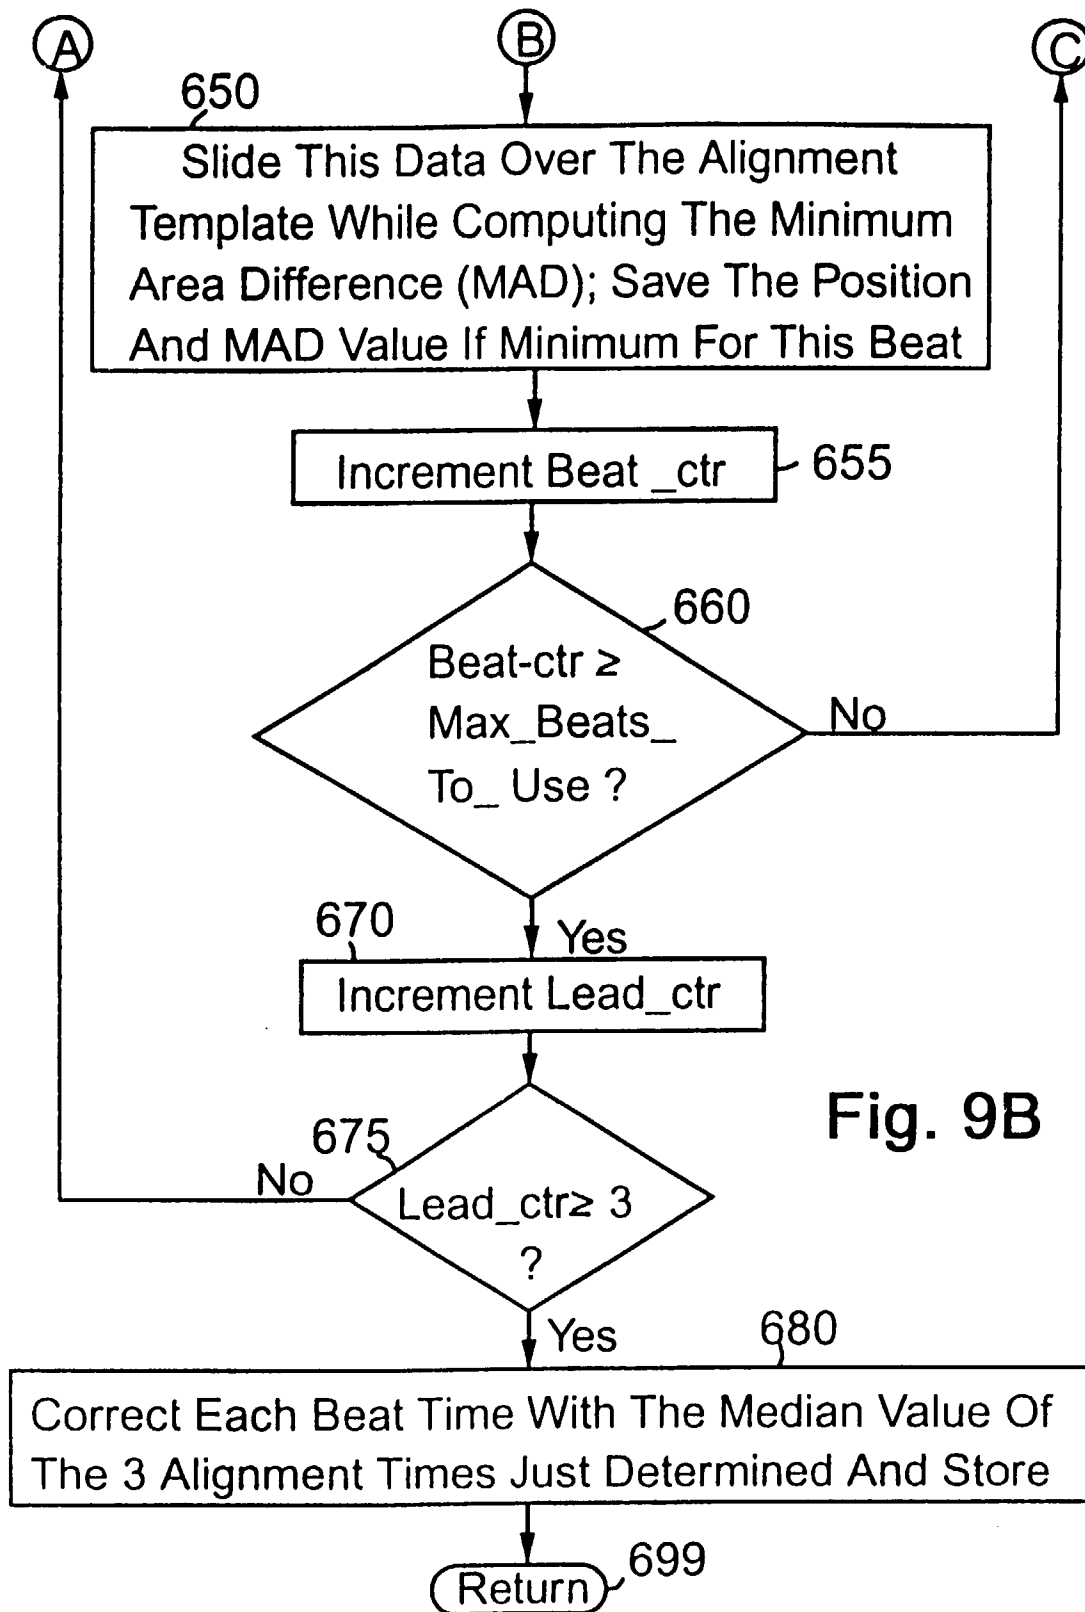 A
B
C
650
Slide This Data Over The Alignment
Template While Computing The Minimum
Area Difference (MAD); Save The Position
And MAD Value If Minimum For This Beat
Increment Beat _ctr
655
660
Beat-ctr ≥
Max_Beats_
To_ Use ?
No
Yes
670
Increment Lead_ctr
Fig. 9B
675
No
Lead_ctr≥ 3
?
Yes
680
Correct Each Beat Time With The Median Value Of
The 3 Alignment Times Just Determined And Store
Return
699